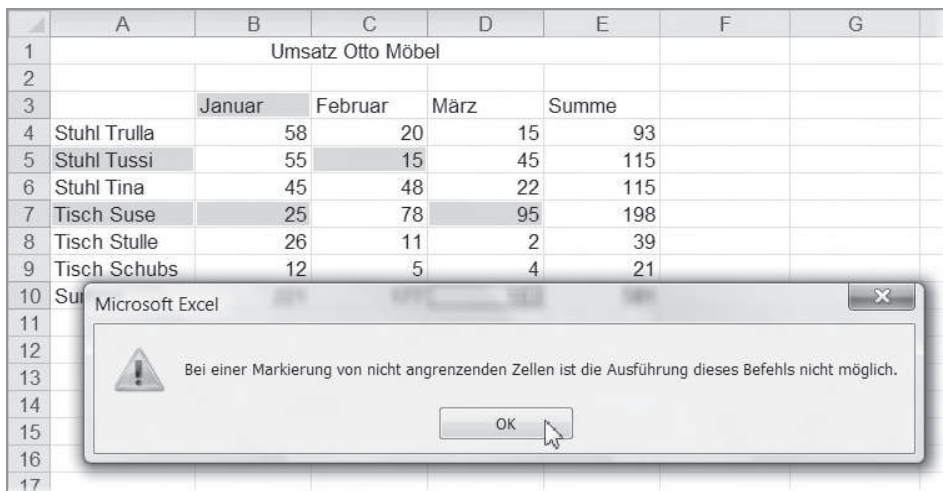 A B C D E F G
1 Umsatz Otto Möbel
2
3 Januar Februar März Summe
4 Stuhl Trulla 58 20 15 93
5 Stuhl Tussi 55 15 45 115
6 Stuhl Tina 45 48 22 115
7 Tisch Suse 25 78 95 198
8 Tisch Stulle 26 11 2 39
9 Tisch Schubs 12 5 4 21
10
Microsoft Excel
11
12
Bei einer Markierung von nicht angrenzenden Zellen ist die Ausführung dieses Befehls nicht möglich.
13
14
OK
15
16
17